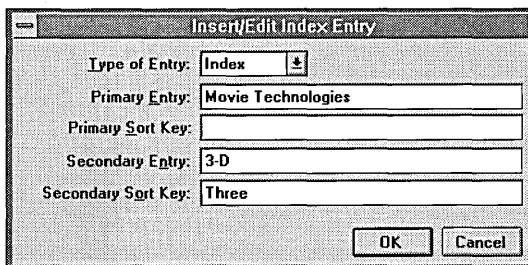 Insert/Edit Index Entry
Type of Entry: Index
Primary Entry: Movie Technologies
Primary Sort Key:
Secondary Entry: 3-D
Secondary Sort Key: Three
OK Cancel